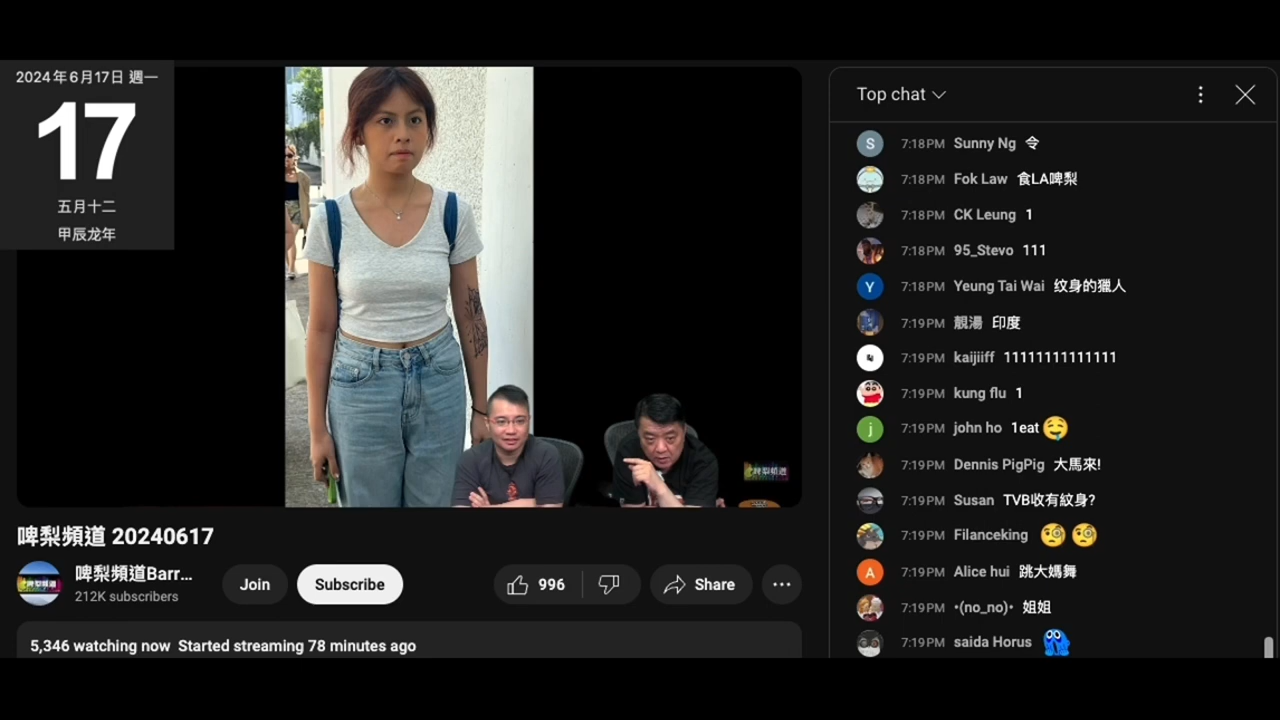 2024年6月17日 週一
17
五月十二
甲辰龙年
啤梨頻道
啤梨頻道 20240617
啤梨頻道Barr...
212K subscribers
Join
Subscribe
996
Share
5,346 watching now Started streaming 78 minutes ago
Top chat
S 7:18PM Sunny Ng 令
7:18PM Fok Law 食LA啤梨
7:18PM CK Leung 1
7:18PM 95_Stevo 111
Y 7:18PM Yeung Tai Wai 纹身的獵人
7:19PM 靚湯 印度
7:19PM kaijiiff 11111111111111
7:19PM kung flu 1
j 7:19PM john ho 1eat🤤
7:19PM Dennis PigPig 大馬來!
7:19PM Susan TVB收有紋身?
7:19PM Filanceking 🧐🧐
A 7:19PM Alice hui 跳大媽舞
7:19PM •(no_no)• 姐姐
7:19PM saida Horus